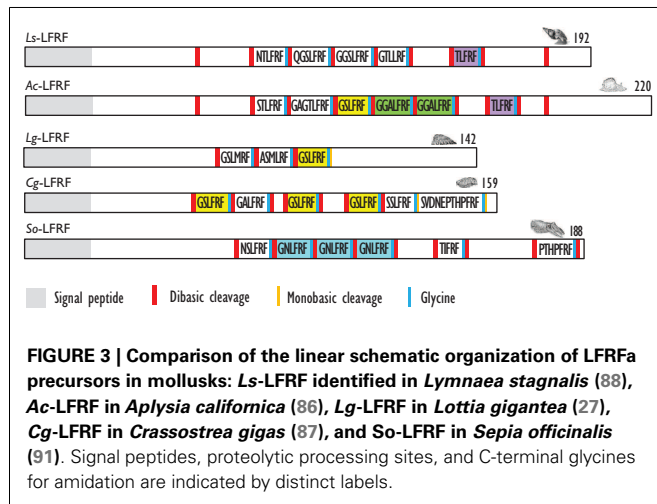 Ls-LFRF 192
NTLFRF QGSLFRF GGSLFRF GTLLRF TLFRF
Ac-LFRF 220
STLFRF GAGTLFRF GSLFRF GGALFRF GGALFRF TLFRF
Lg-LFRF 142
GSLMRF ASMLRF GSLFRF
Cg-LFRF 159
GSLFRF GALFRF GSLFRF GSLFRF SSLFRF SVDNEPTHPFRF
So-LFRF 188
NSLFRF GNLFRF GNLFRF GNLFRF TIFRF PTHPFRF
Signal peptide Dibasic cleavage Monobasic cleavage Glycine
FIGURE 3 | Comparison of the linear schematic organization of LFRFa
precursors in mollusks: Ls-LFRF identified in Lymnaea stagnalis (88),
Ac-LFRF in Aplysia californica (86), Lg-LFRF in Lottia gigantea (27),
Cg-LFRF in Crassostrea gigas (87), and So-LFRF in Sepia officinalis
(91). Signal peptides, proteolytic processing sites, and C-terminal glycines
for amidation are indicated by distinct labels.